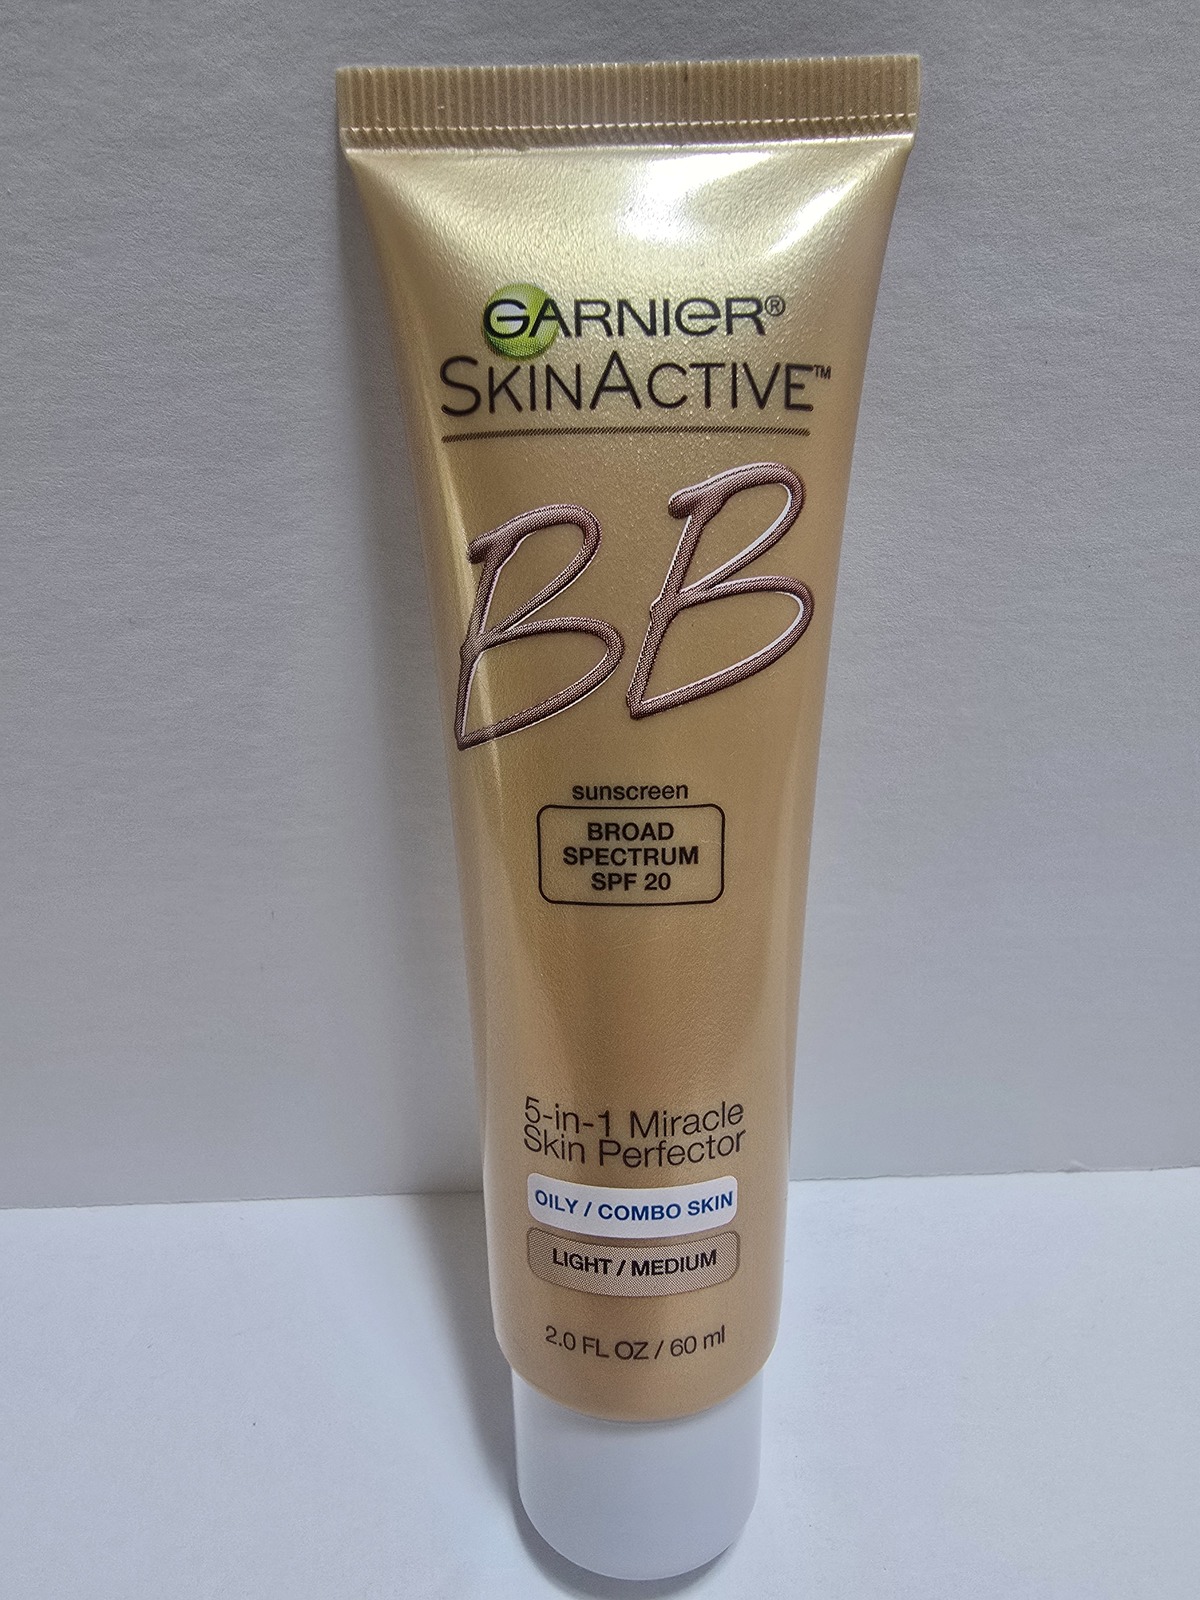 GARNIER®
SKINACTIVE™
BB
sunscreen
BROAD
SPECTRUM
SPF 20
5-in-1 Miracle
Skin Perfector
OILY / COMBO SKIN
LIGHT / MEDIUM
2.0 FL OZ / 60 ml